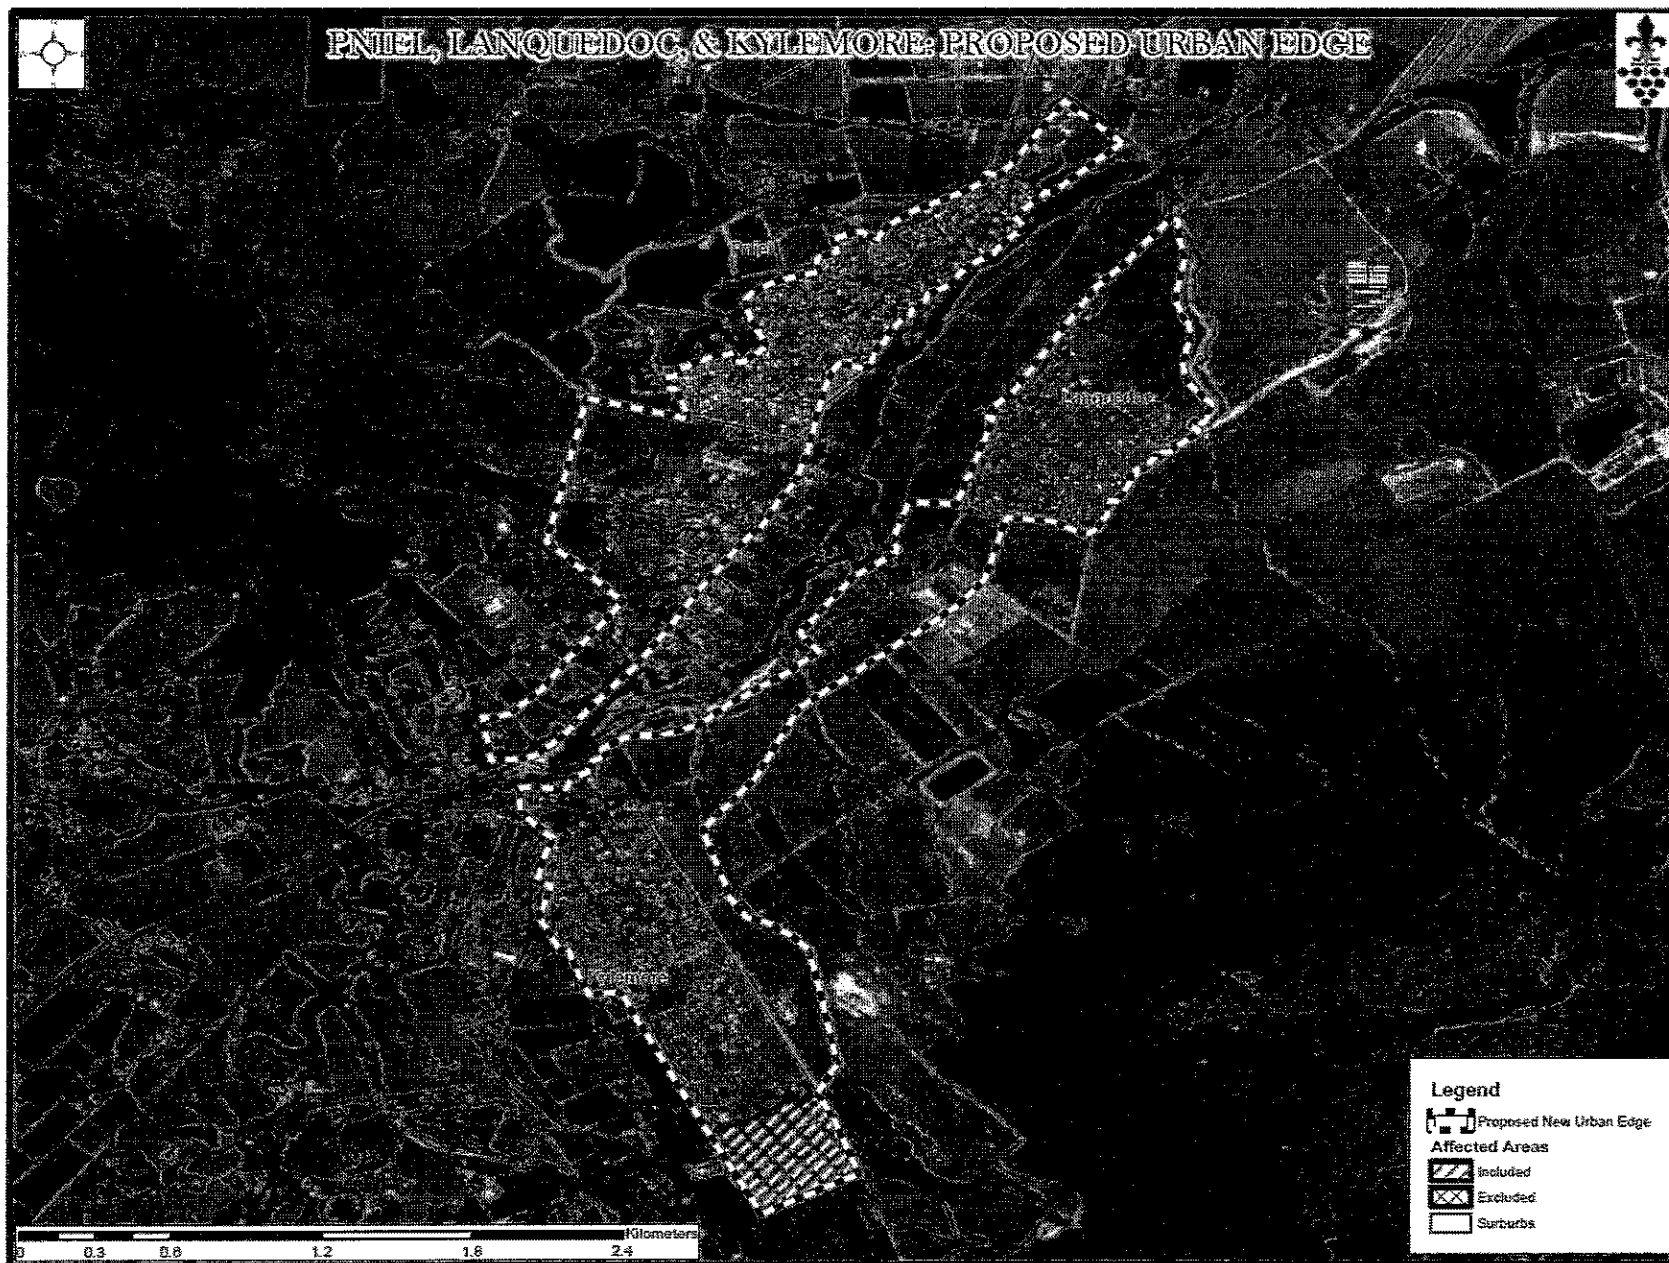 PNIEL, LANQUEDOC, & KYLEMORE: PROPOSED URBAN EDGE
Pniel
Lanquedoc
Kylemore
Legend
Proposed New Urban Edge
Affected Areas
Included
Excluded
Surburbs
Kilometers
0 0.3 0.6 1.2 1.8 2.4